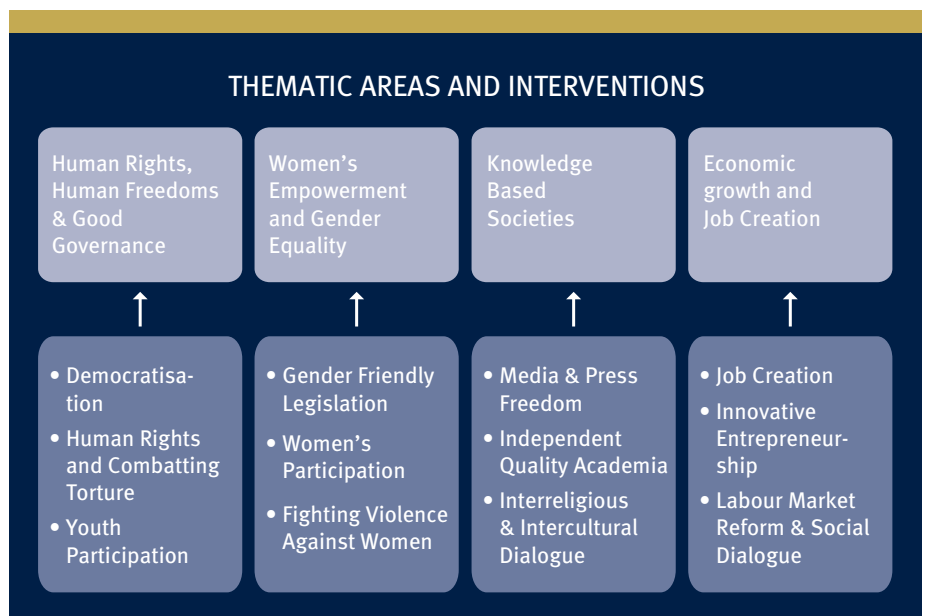 THEMATIC AREAS AND INTERVENTIONS
Human Rights,
Human Freedoms
& Good
Governance
Women's
Empowerment
and Gender
Equality
Knowledge
Based
Societies
Economic
growth and
Job Creation
• Democratisa-
tion
• Human Rights
and Combatting
Torture
• Youth
Participation
• Gender Friendly
Legislation
• Women's
Participation
• Fighting Violence
Against Women
• Media & Press
Freedom
• Independent
Quality Academia
• Interreligious
& Intercultural
Dialogue
• Job Creation
• Innovative
Entrepreneur-
ship
• Labour Market
Reform & Social
Dialogue